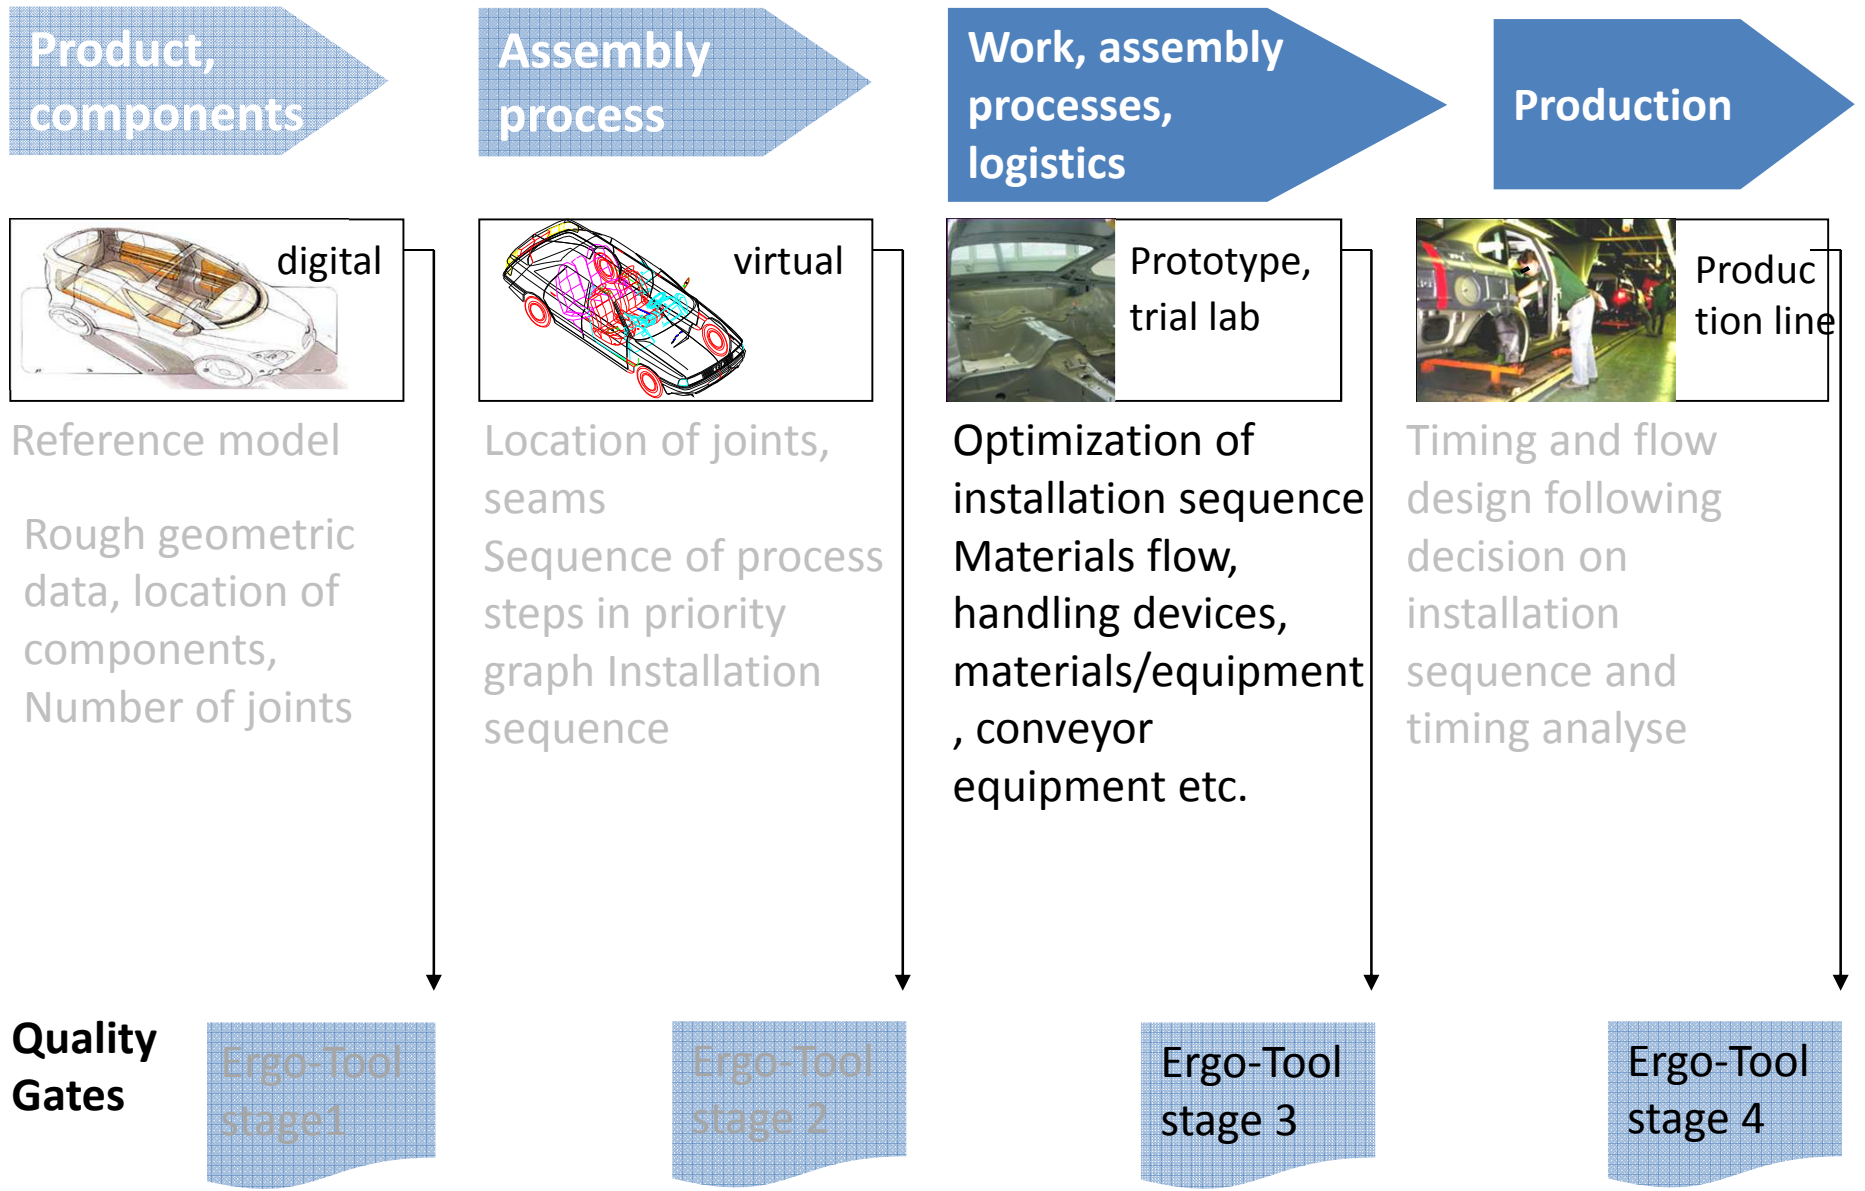 Product,
components
Assembly
process
Work, assembly
processes,
logistics
Production
digital
virtual
Prototype,
trial lab
Produc
tion line
Reference model
Rough geometric
data, location of
components,
Number of joints
Location of joints,
seams
Sequence of process
steps in priority
graph Installation
sequence
Optimization of
installation sequence
Materials flow,
handling devices,
materials/equipment
, conveyor
equipment etc.
Timing and flow
design following
decision on
installation
sequence and
timing analyse
Quality
Gates
Ergo-Tool
stage1
Ergo-Tool
stage 2
Ergo-Tool
stage 3
Ergo-Tool
stage 4